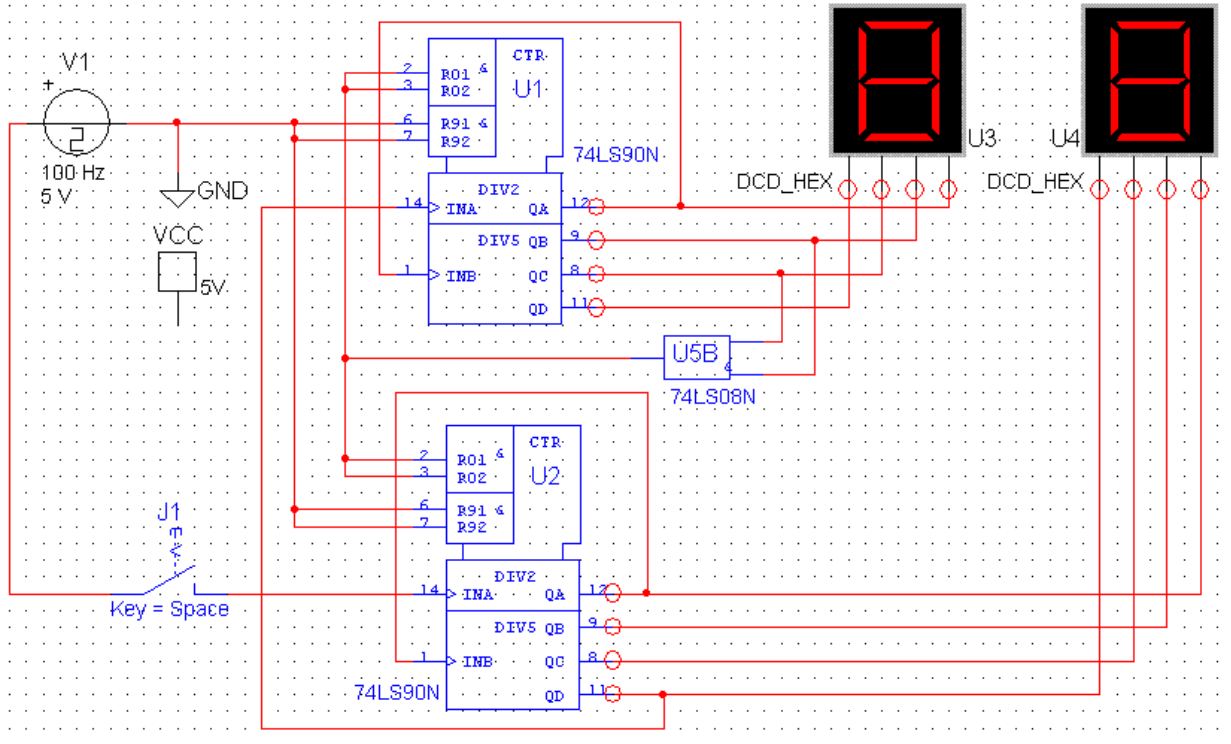 V1
+
2
100 Hz
5 V
GND
VCC
5V
J1
Key = Space
CTR
U1
2 R01 &
3 R02
6 R91 &
7 R92
74LS90N
DIV2
14 INA QA 12
DIV5 QB 9
1 INB QC 8
QD 11
U3
DCD_HEX
8
U4
DCD_HEX
8
U5B
&
74LS08N
CTR
U2
2 R01 &
3 R02
6 R91 &
7 R92
DIV2
14 INA QA 12
DIV5 QB 9
1 INB QC 8
74LS90N
QD 11